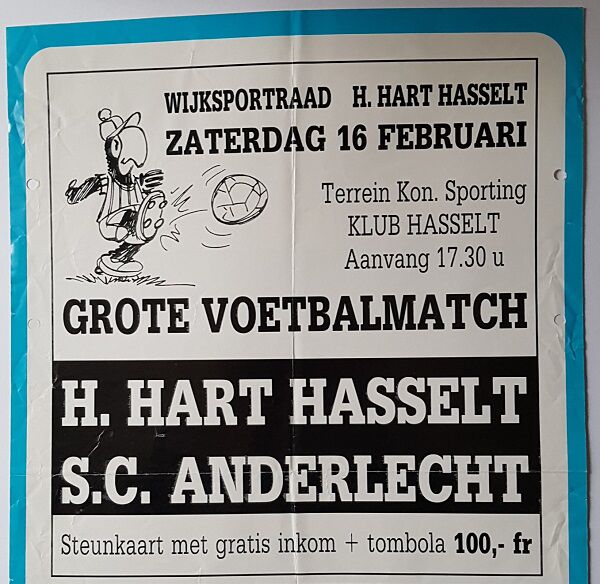 WIJKSPORTRAAD H. HART HASSELT
ZATERDAG 16 FEBRUARI
Terrein Kon. Sporting
KLUB HASSELT
Aanvang 17.30 u
GROTE VOETBALMATCH
H. HART HASSELT
S.C. ANDERLECHT
Steunkaart met gratis inkom + tombola 100,- fr